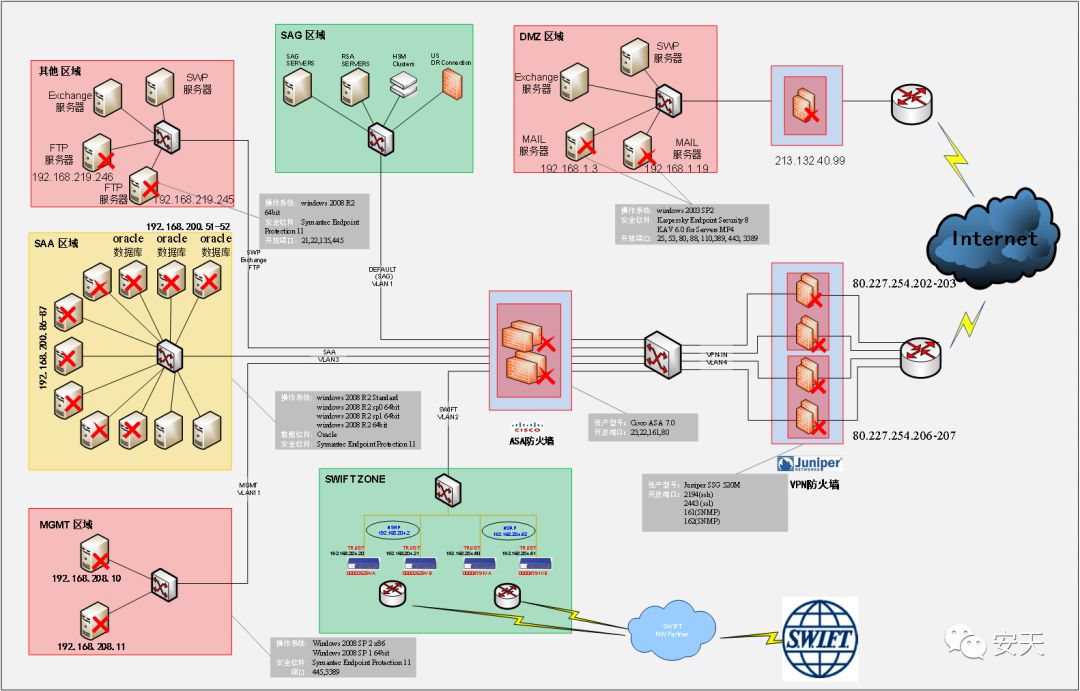 其他 区域
Exchange
服务器
SWP
服务器
FTP
服务器
192.168.219.246
FTP
服务器
192.168.219.245
SAG 区域
SAG
SERVERS
RSA
SERVERS
HSM
Clusters
US
DR Connection
DMZ 区域
SWP
服务器
Exchange
服务器
MAIL
服务器
192.168.1.3
MAIL
服务器
192.168.1.19
213.132.40.99
Internet
操作系统: windows 2008 R2
64bit
安全软件: Symantec Endpoint
Protection 11
开放端口: 21,22,135,445
操作系统: windows 2003 SP2
安全软件: Kaspersky Endpoint Security 8
KAV 6.0 for Servers MP4
开放端口: 25, 53, 80, 88, 110,389, 443, 3389
SWP
Exchange
FTP
DEFAULT
(SAG)
VLAN 1
SAA 区域
192.168.200.51-52
oracle
数据库
oracle
数据库
oracle
数据库
192.168.200.86-87
SAA
VLAN3
操作系统: windows 2008 R2 Standard
windows 2008 R2 sp0 64bit
windows 2008 R2 sp1 64bit
windows 2008 R2 64bit
数据库: Oracle
安全软件: Symantec Endpoint Protection 11
SWIFT
VLAN2
CISCO
ASA防火墙
资产型号: Cisco ASA 7.0
开放端口: 23,22,161,80
VPN-IN
VLAN4
80.227.254.202-203
80.227.254.206-207
Juniper
NETWORKS
VPN防火墙
资产型号: Juniper SSG 520M
开放端口: 2194(ssh)
2443 (ssl)
161(SNMP)
162(SNMP)
MGMT
VLAN11
MGMT 区域
192.168.208.10
192.168.208.11
操作系统: Windows 2008 SP 2 x86
Windows 2008 SP 1 64bit
安全软件: Symantec Endpoint Protection 11
端口: 445,3389
SWIFT ZONE
TRUST
TRUST
TRUST
TRUST
SWIFT
NW Partner
SWIFT
安天